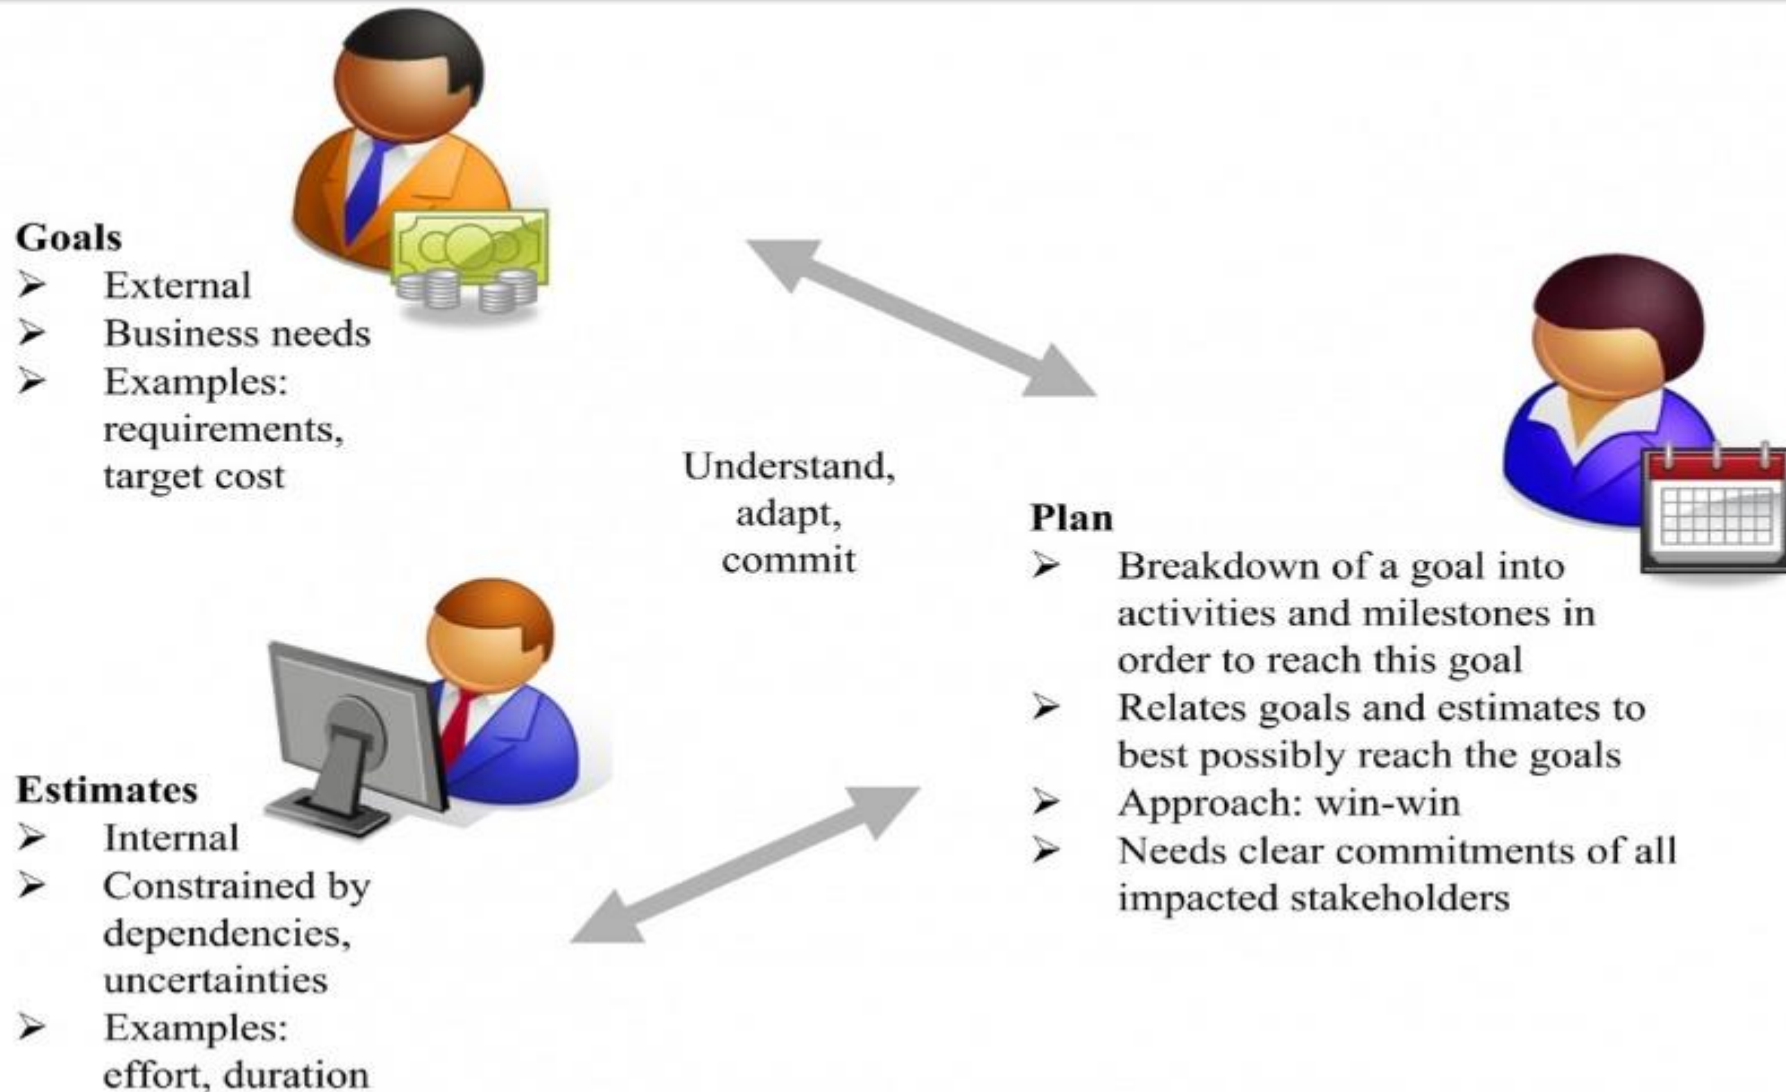 Goals
➢ External
➢ Business needs
➢ Examples:
requirements,
target cost
Understand,
adapt,
commit
Estimates
➢ Internal
➢ Constrained by
dependencies,
uncertainties
➢ Examples:
effort, duration
Plan
➢ Breakdown of a goal into
activities and milestones in
order to reach this goal
➢ Relates goals and estimates to
best possibly reach the goals
➢ Approach: win-win
➢ Needs clear commitments of all
impacted stakeholders